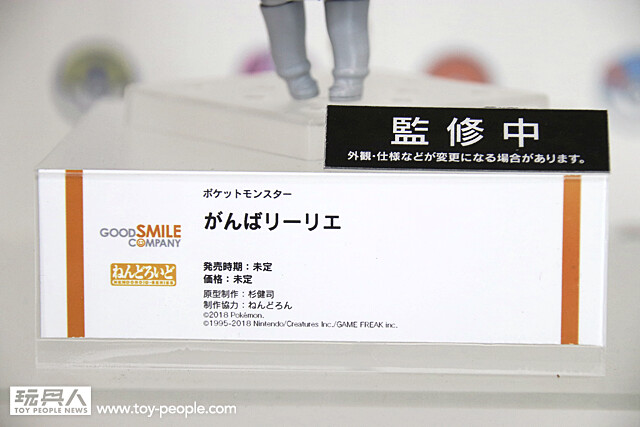 監修中
外観・仕様などが変更になる場合があります。
ポケットモンスター
がんばリーリエ
GOODSMILE
COMPANY
ねんどろいど
発売時期：未定
価格：未定
原型制作：杉健司
制作協力：ねんどろん
©2018 Pokémon.
©1995-2018 Nintendo/Creatures Inc./GAME FREAK inc.
玩具人
TOY PEOPLE NEWS
www.toy-people.com